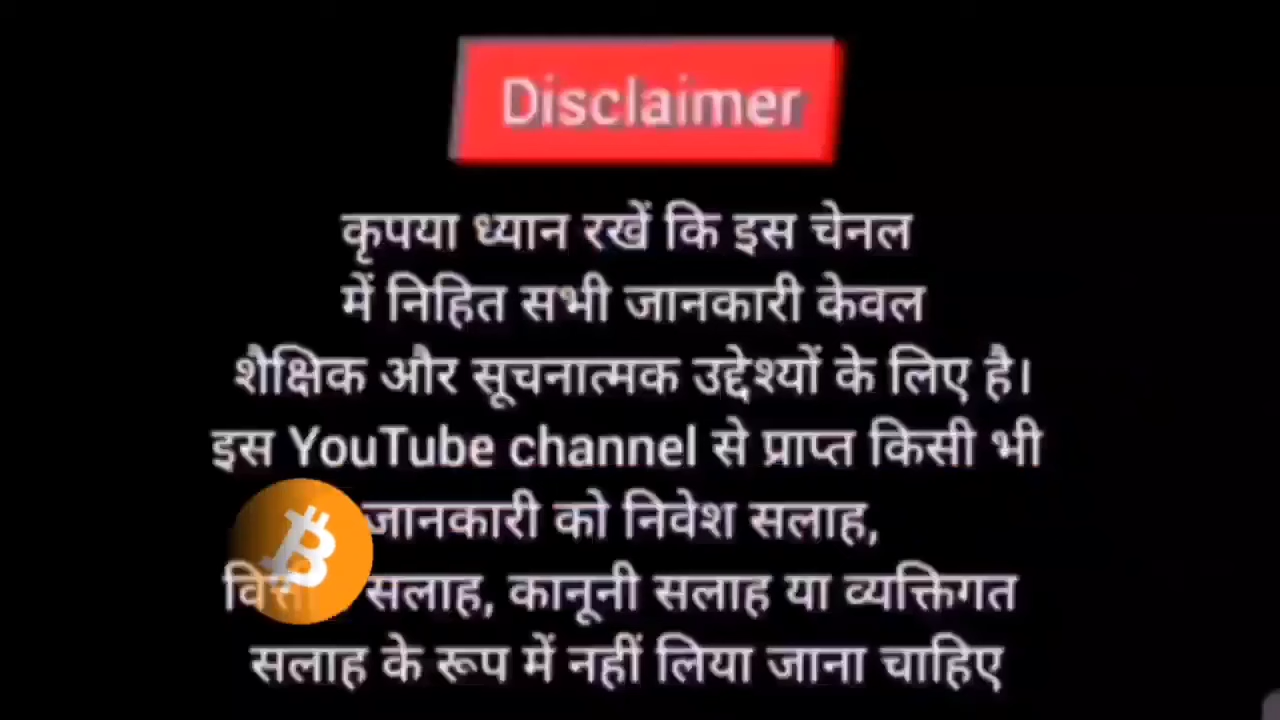 Disclaimer
कृपया ध्यान रखें कि इस चेनल
में निहित सभी जानकारी केवल
शैक्षिक और सूचनात्मक उद्देश्यों के लिए है।
इस YouTube channel से प्राप्त किसी भी
जानकारी को निवेश सलाह,
सलाह, कानूनी सलाह या व्यक्तिगत
सलाह के रूप में नहीं लिया जाना चाहिए